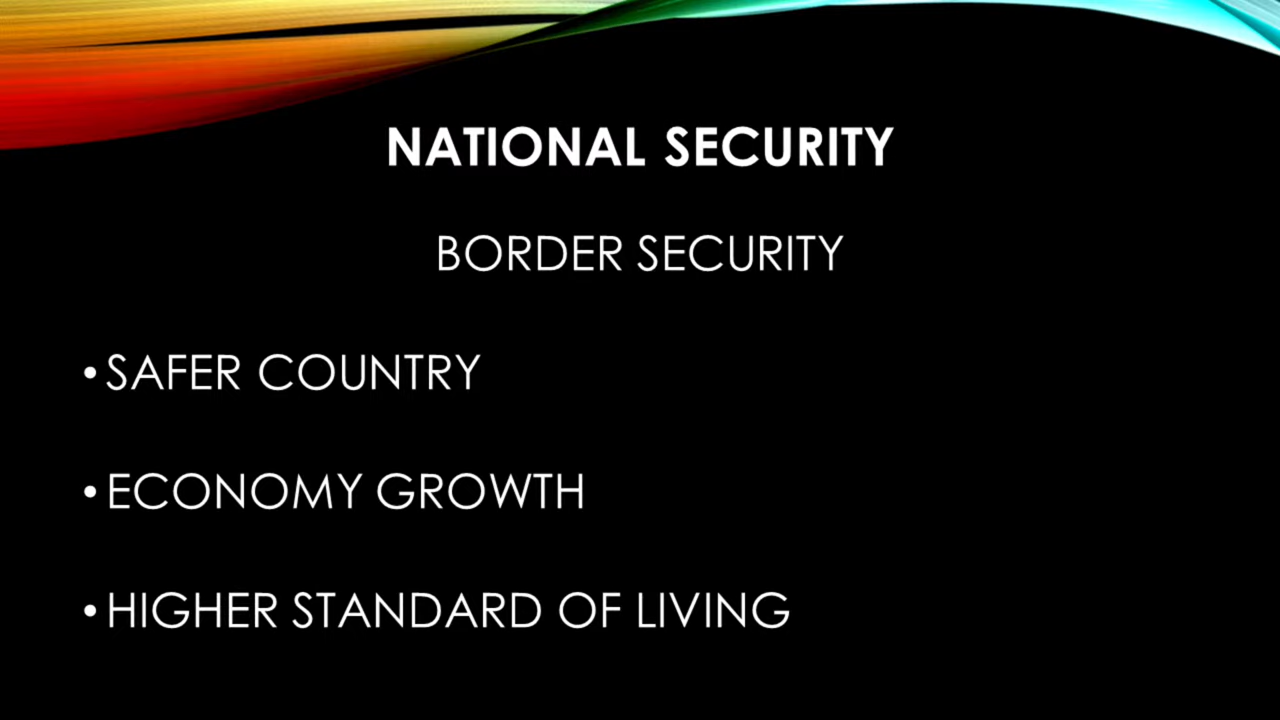 NATIONAL SECURITY
BORDER SECURITY
• SAFER COUNTRY
• ECONOMY GROWTH
• HIGHER STANDARD OF LIVING